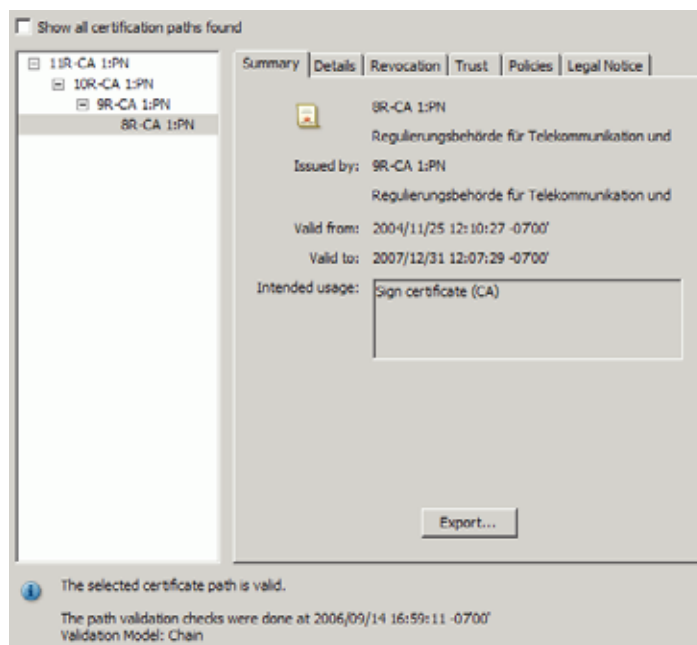 Show all certification paths found
11R-CA 1:PN
10R-CA 1:PN
9R-CA 1:PN
8R-CA 1:PN
Summary Details Revocation Trust Policies Legal Notice
8R-CA 1:PN
Regulierungsbehörde für Telekommunikation und
Issued by: 9R-CA 1:PN
Regulierungsbehörde für Telekommunikation und
Valid from: 2004/11/25 12:10:27 -07'00'
Valid to: 2007/12/31 12:07:29 -07'00'
Intended usage: Sign certificate (CA)
Export...
The selected certificate path is valid.
The path validation checks were done at 2006/09/14 16:59:11 -07'00'
Validation Model: Chain